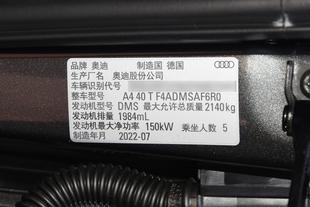 品牌 奥迪 制造国 德国
生产厂名 奥迪股份公司
车辆识别代号
整车型号 A4 40 T F4ADMSAF6R0
发动机型号 DMS 最大允许总质量 2140kg
发动机排量 1984mL
发动机最大净功率 150kW 乘坐人数 5
制造年月 2022-07